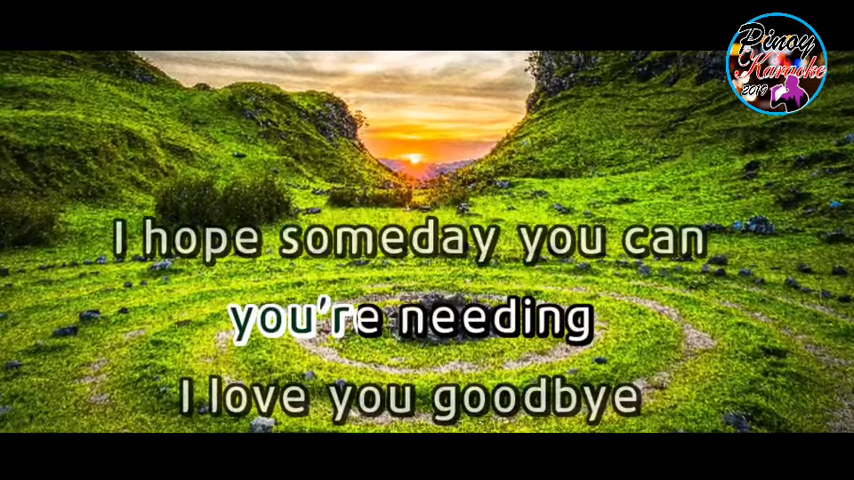 Pinoy
Karaoke
2019
I hope someday you can
you're needing
I love you goodbye